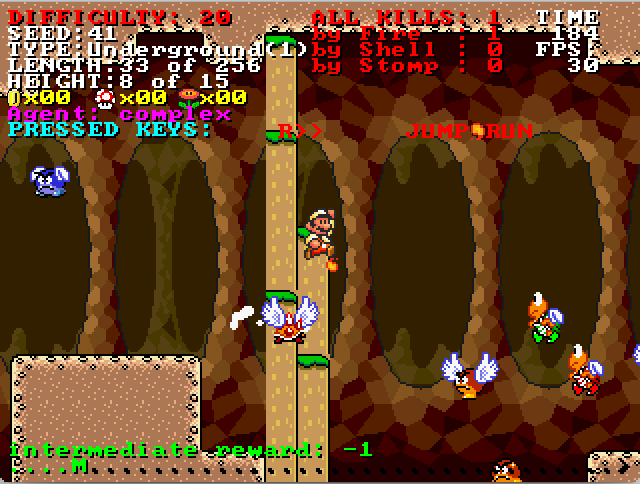 DIFFICULTY: 20 ALL KILLS: 1 TIME
SEED:41 by Fire : 1 184
TYPE:Underground(1) by Shell : 0 FPS:
LENGTH:33 of 256 by Stomp : 0 30
HEIGHT:8 of 15
x00 x00 x00
Agent: complex
PRESSED KEYS: R>> JUMP RUN
intermediate reward: -1
....M